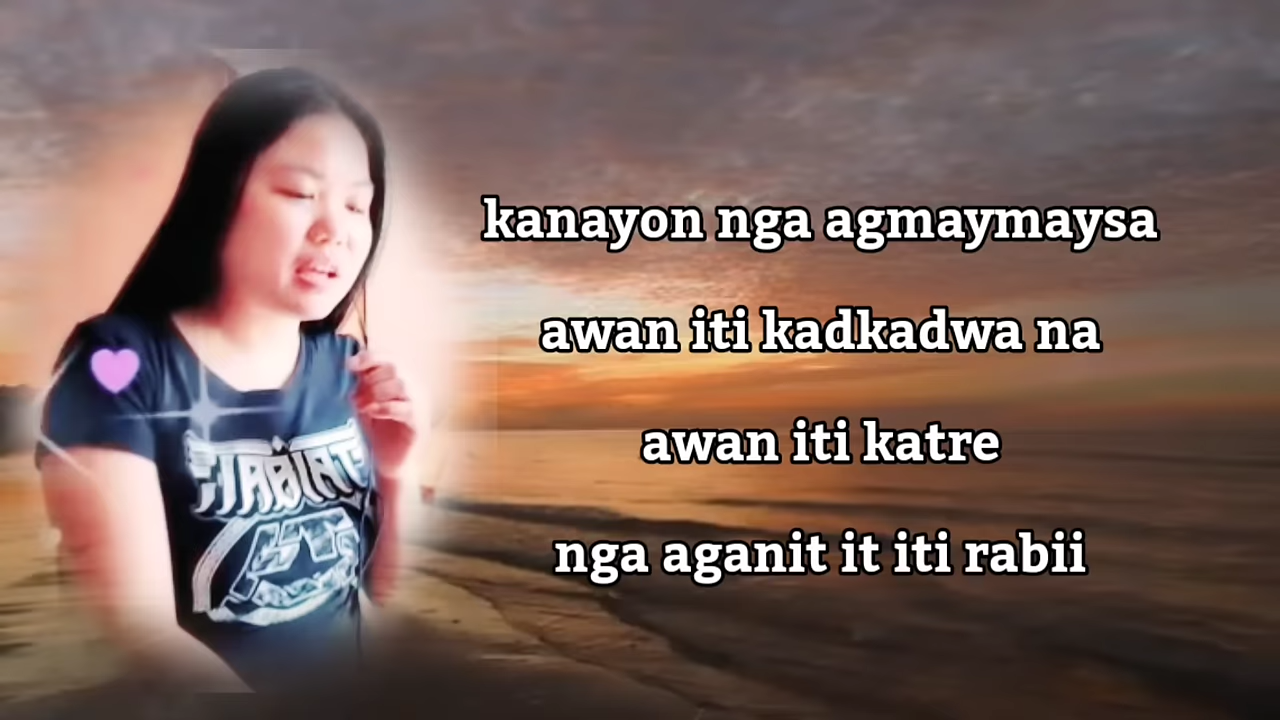 kanayon nga agmaymaysa
awan iti kadkadwa na
awan iti katre
nga aganit it iti rabii